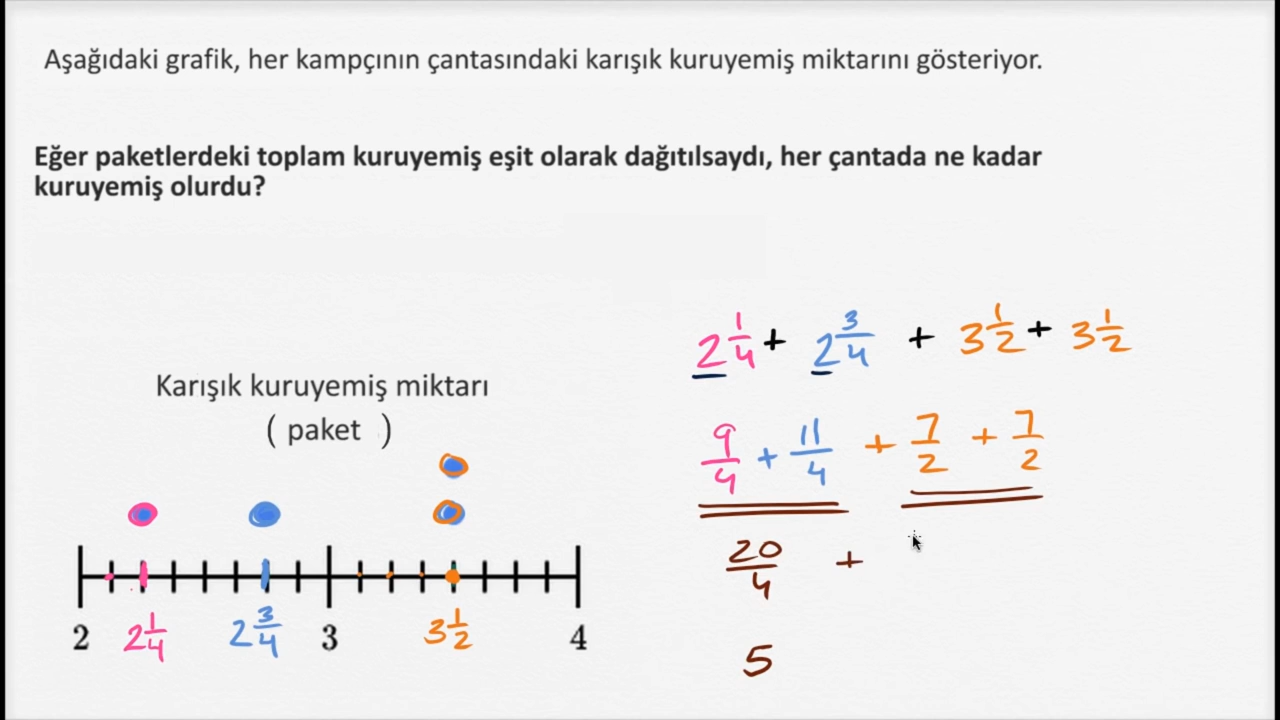 Aşağıdaki grafik, her kampçının çantasındaki karışık kuruyemiş miktarını gösteriyor.
Eğer paketlerdeki toplam kuruyemiş eşit olarak dağıtılsaydı, her çantada ne kadar
kuruyemiş olurdu?
2 1/4 + 2 3/4 + 3 1/2 + 3 1/2
Karışık kuruyemiş miktarı
( paket )
9/4 + 11/4 + 7/2 + 7/2
20/4 +
2 2 1/4 2 3/4 3 3 1/2 4
5